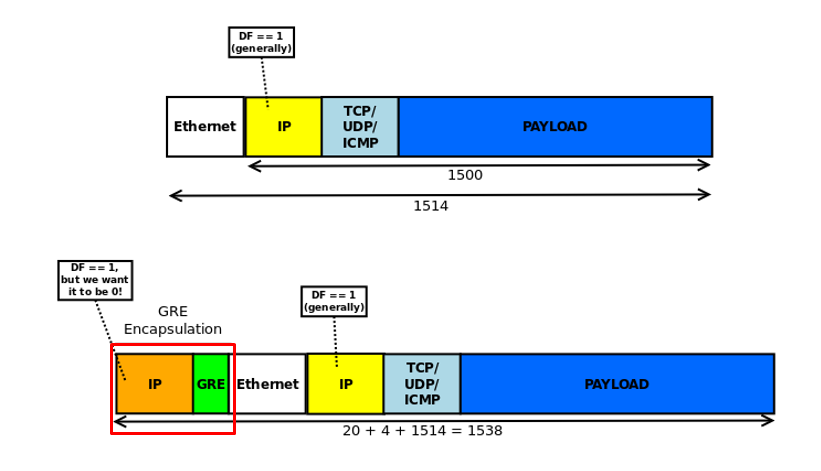 DF == 1
(generally)
Ethernet
IP
TCP/
UDP/
ICMP
PAYLOAD
1500
1514
DF == 1,
but we want
it to be 0!
GRE
Encapsulation
DF == 1
(generally)
IP
GRE
Ethernet
IP
TCP/
UDP/
ICMP
PAYLOAD
20 + 4 + 1514 = 1538